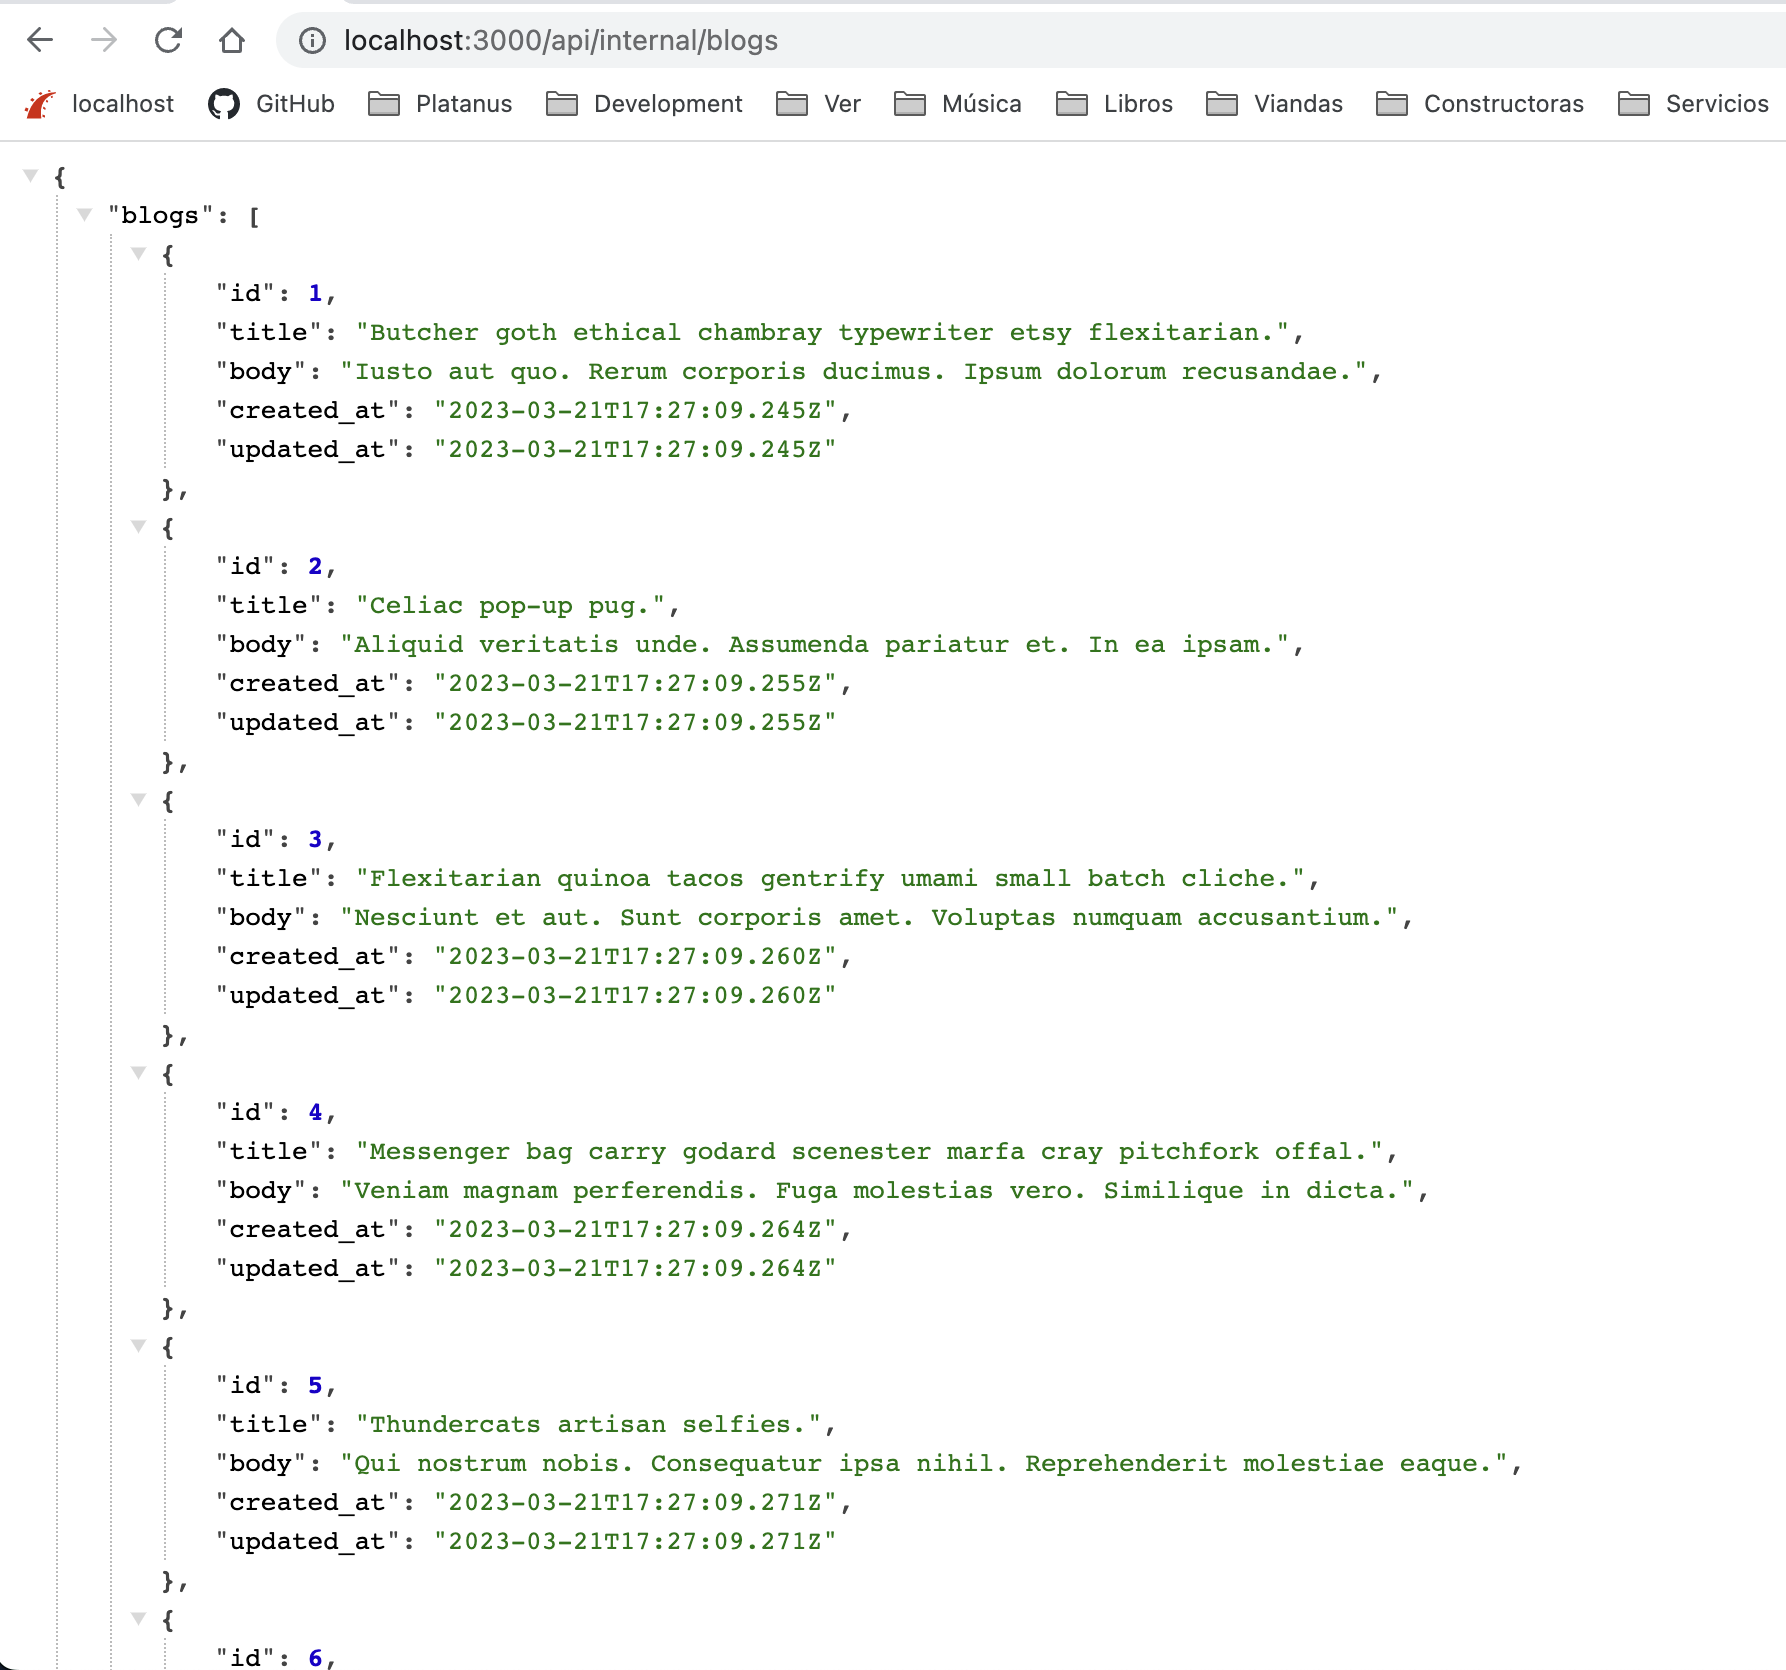 localhost:3000/api/internal/blogs
localhost GitHub Platanus Development Ver Música Libros Viandas Constructoras Servicios
{
"blogs": [
{
"id": 1,
"title": "Butcher goth ethical chambray typewriter etsy flexitarian.",
"body": "Iusto aut quo. Rerum corporis ducimus. Ipsum dolorum recusandae.",
"created_at": "2023-03-21T17:27:09.245Z",
"updated_at": "2023-03-21T17:27:09.245Z"
},
{
"id": 2,
"title": "Celiac pop-up pug.",
"body": "Aliquid veritatis unde. Assumenda pariatur et. In ea ipsam.",
"created_at": "2023-03-21T17:27:09.255Z",
"updated_at": "2023-03-21T17:27:09.255Z"
},
{
"id": 3,
"title": "Flexitarian quinoa tacos gentrify umami small batch cliche.",
"body": "Nesciunt et aut. Sunt corporis amet. Voluptas numquam accusantium.",
"created_at": "2023-03-21T17:27:09.260Z",
"updated_at": "2023-03-21T17:27:09.260Z"
},
{
"id": 4,
"title": "Messenger bag carry godard scenester marfa cray pitchfork offal.",
"body": "Veniam magnam perferendis. Fuga molestias vero. Similique in dicta.",
"created_at": "2023-03-21T17:27:09.264Z",
"updated_at": "2023-03-21T17:27:09.264Z"
},
{
"id": 5,
"title": "Thundercats artisan selfies.",
"body": "Qui nostrum nobis. Consequatur ipsa nihil. Reprehenderit molestiae eaque.",
"created_at": "2023-03-21T17:27:09.271Z",
"updated_at": "2023-03-21T17:27:09.271Z"
},
{
"id": 6,